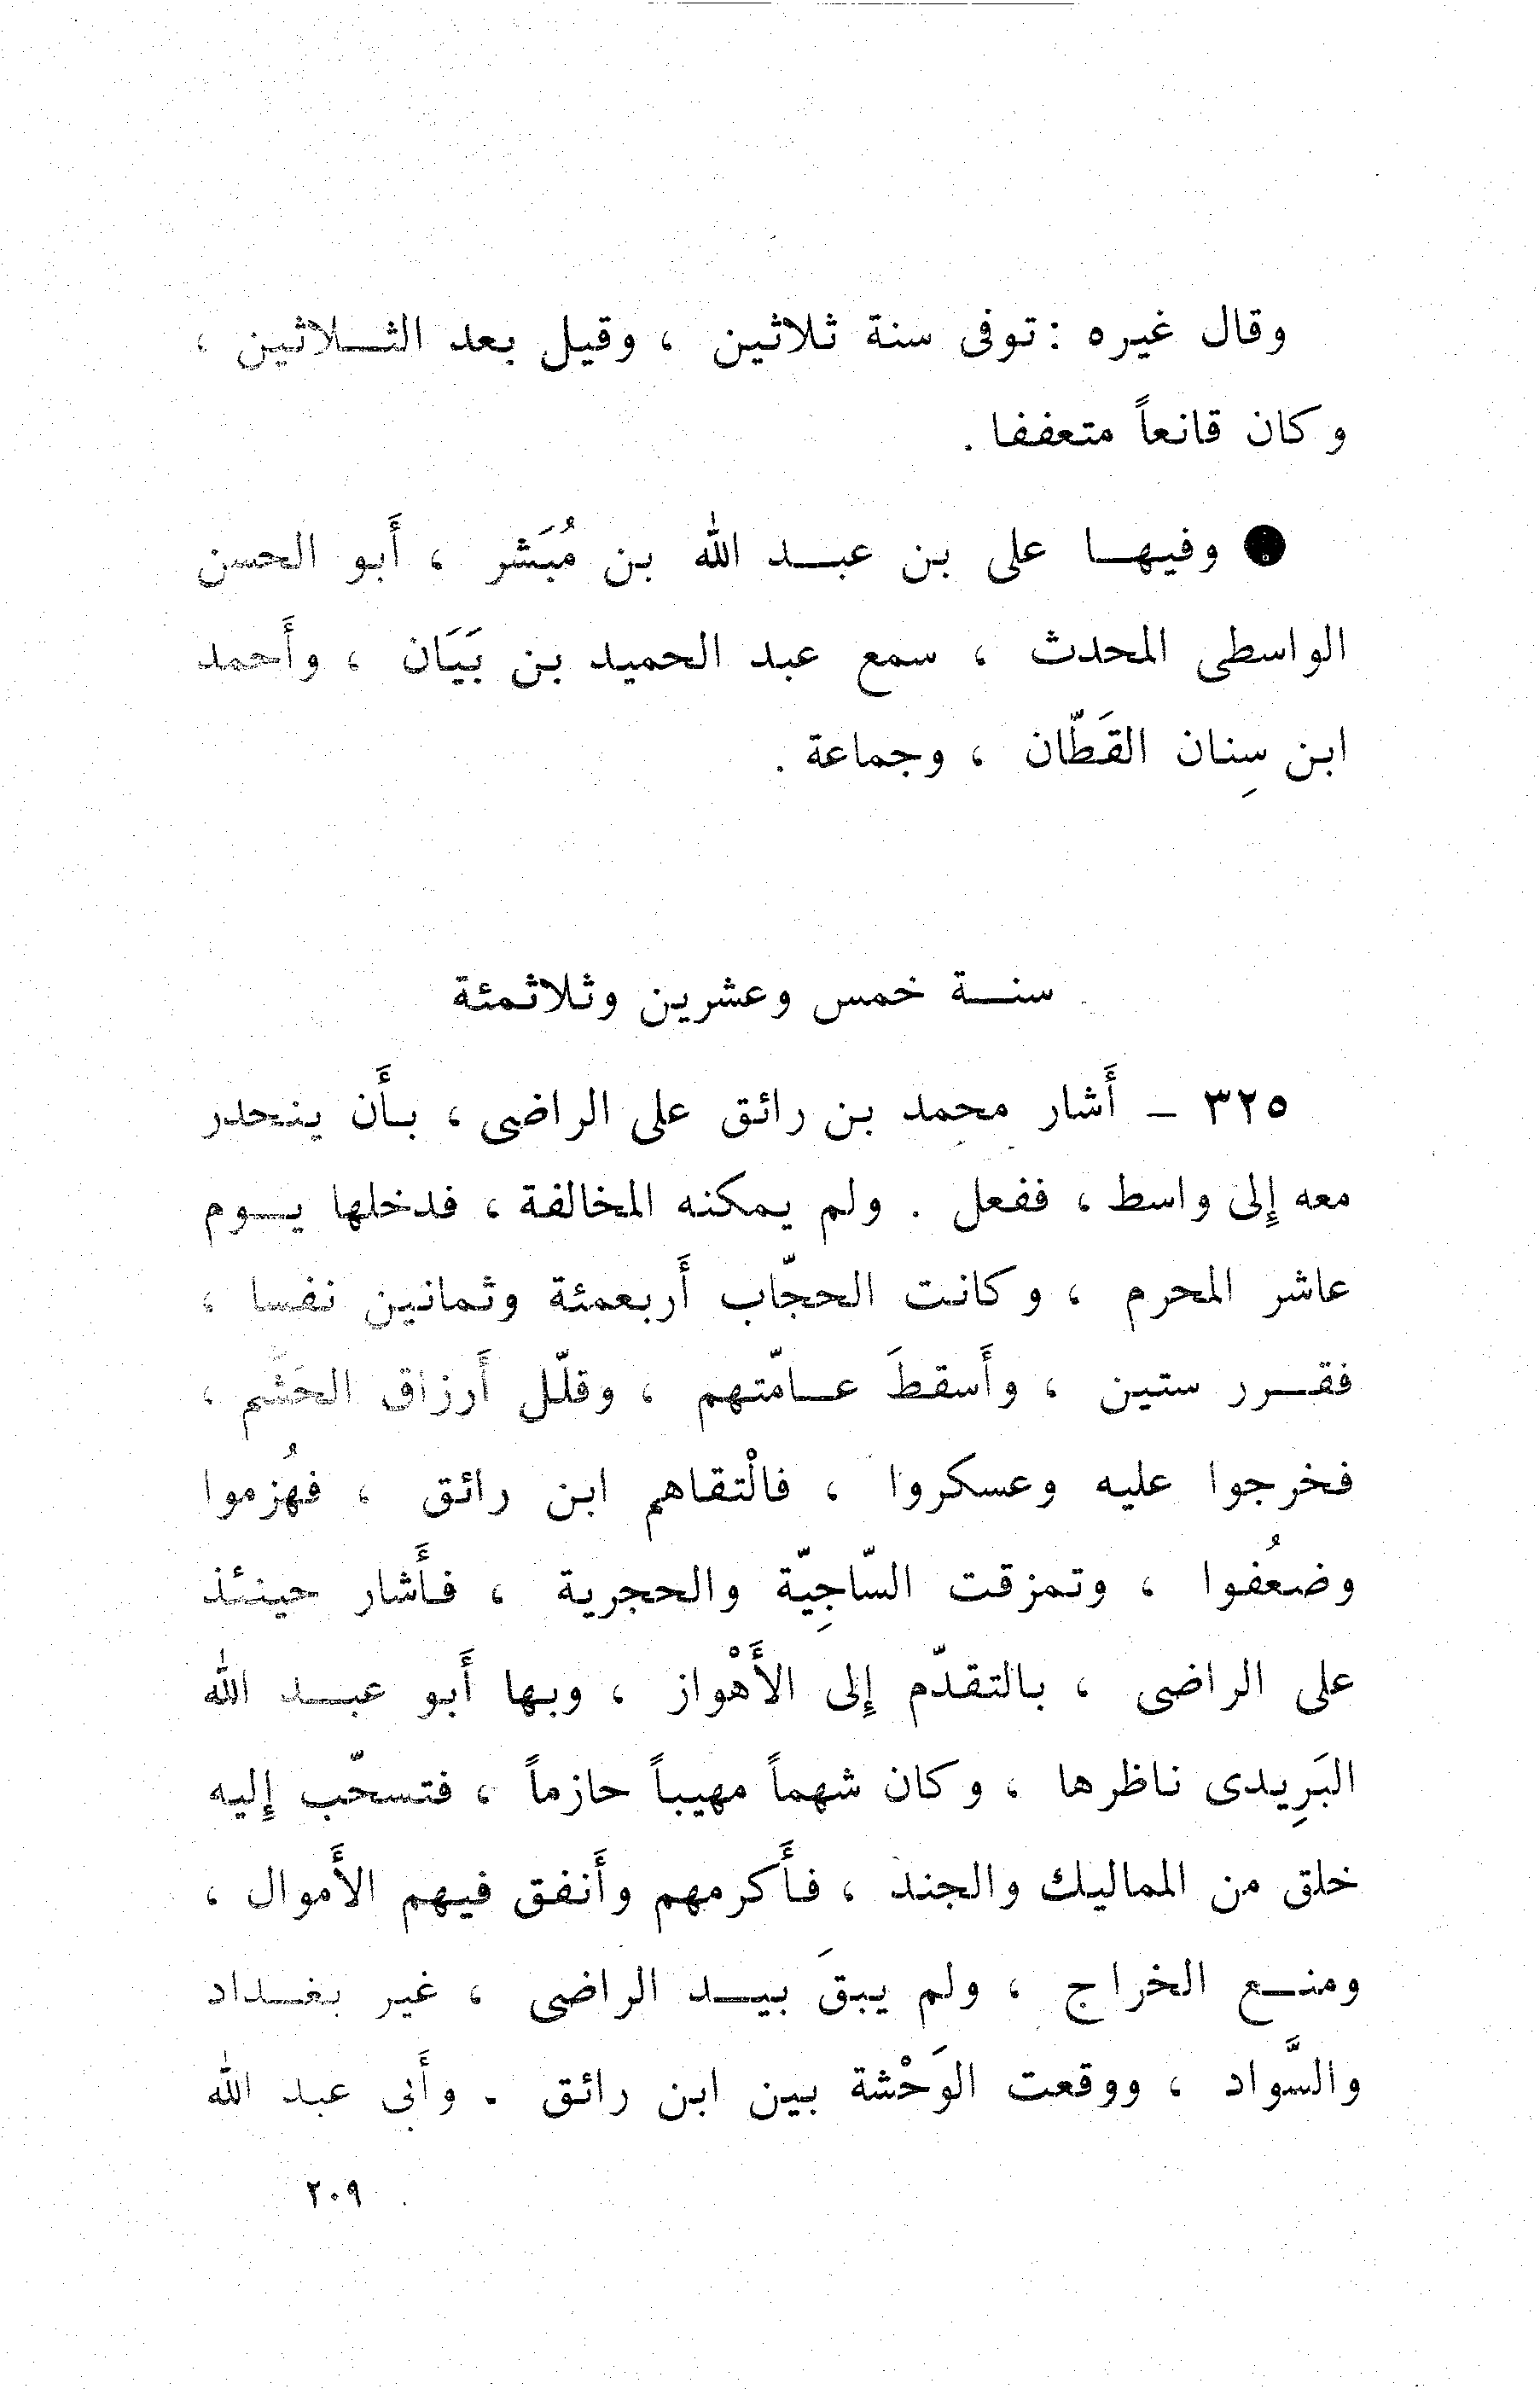 وقال غيره : توفى سنة ثلاثين ، وقيل بعد الثلاثين ،
وكان قانعاً متعففا .
● وفيها على بن عبد الله بن مُبَشر ، أَبو الحسن
الواسطى المحدث ، سمع عبد الحميد بن بَيَان ، وأَحمد
ابن سِنان القَطّان ، وجماعة .
سنة خمس وعشرين وثلاثمئة
٣٢٥ – أَشار محمد بن رائق على الراضى ، بأَن ينحدر
معه إِلى واسط ، ففعل . ولم يمكنه المخالفة ، فدخلها يوم
عاشر المحرم ، وكانت الحجّاب أَربعمئة وثمانين نفسا ،
فقرر ستين ، وأَسقطَ عامّتهم ، وقلّل أَرزاق الحَشَم ،
فخرجوا عليه وعسكروا ، فالْتقاهم ابن رائق ، فهُزموا
وضعُفوا ، وتمزقت السّاجِيّة والحجرية ، فأَشار حينئذ
على الراضى ، بالتقدّم إِلى الأَهْواز ، وبها أَبو عبد الله
البَرِيدى ناظرها ، وكان شهماً مهيباً حازماً ، فتسحّب إِليه
خلق من المماليك والجند ، فأَكرمهم وأَنفق فيهم الأَموال ،
ومنع الخراج ، ولم يبقَ بيد الراضى ، غير بغداد
والسَّواد ، ووقعت الوَحْشة بين ابن رائق . وأَبى عبد الله
٢٠٩